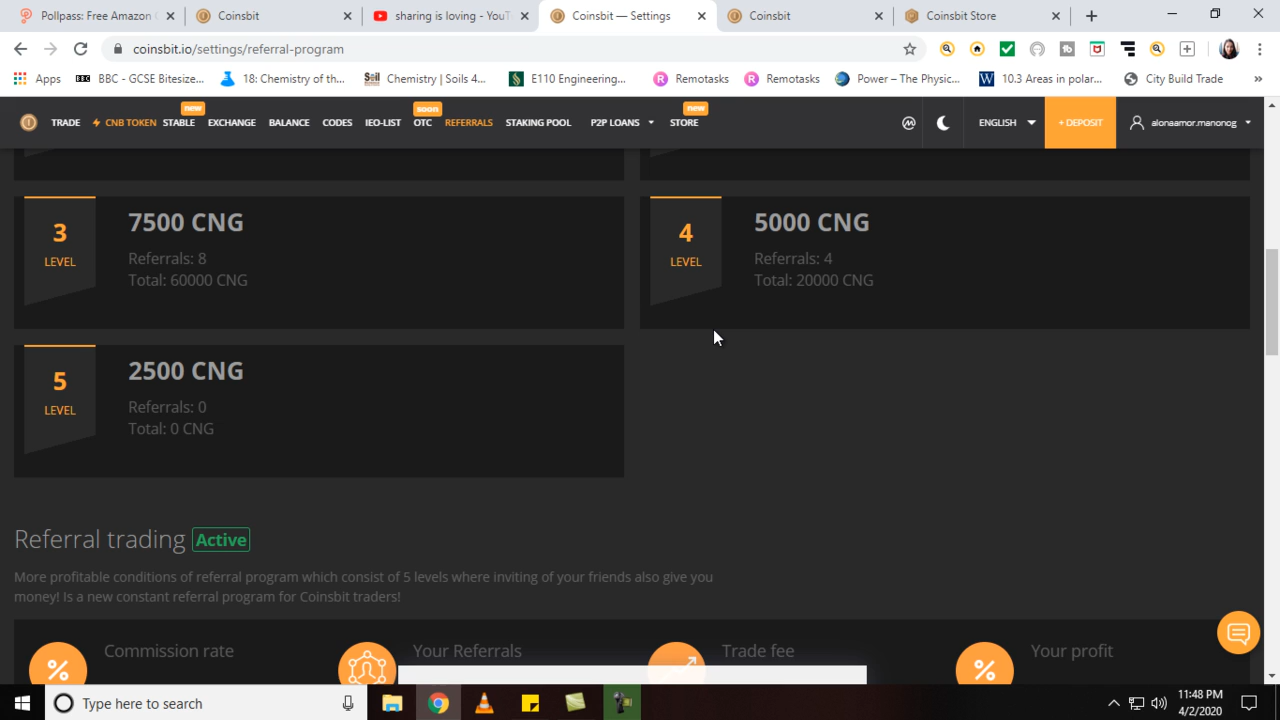 Pollpass: Free Amazon
Coinsbit
sharing is loving - YouT
Coinsbit — Settings
Coinsbit
Coinsbit Store
coinsbit.io/settings/referral-program
Apps
BBC - GCSE Bitesize...
18: Chemistry of th...
Chemistry | Soils 4...
E110 Engineering...
Remotasks
Remotasks
Power – The Physic...
10.3 Areas in polar...
City Build Trade
»
new
soon
new
TRADE
CNB TOKEN
STABLE
EXCHANGE
BALANCE
CODES
IEO-LIST
OTC
REFERRALS
STAKING POOL
P2P LOANS
STORE
ENGLISH
+ DEPOSIT
alonaamor.manonog
3
LEVEL
7500 CNG
Referrals: 8
Total: 60000 CNG
4
LEVEL
5000 CNG
Referrals: 4
Total: 20000 CNG
5
LEVEL
2500 CNG
Referrals: 0
Total: 0 CNG
Referral trading Active
More profitable conditions of referral program which consist of 5 levels where inviting of your friends also give you
money! Is a new constant referral program for Coinsbit traders!
% Commission rate
Your Referrals
Trade fee
% Your profit
Type here to search
11:48 PM
4/2/2020